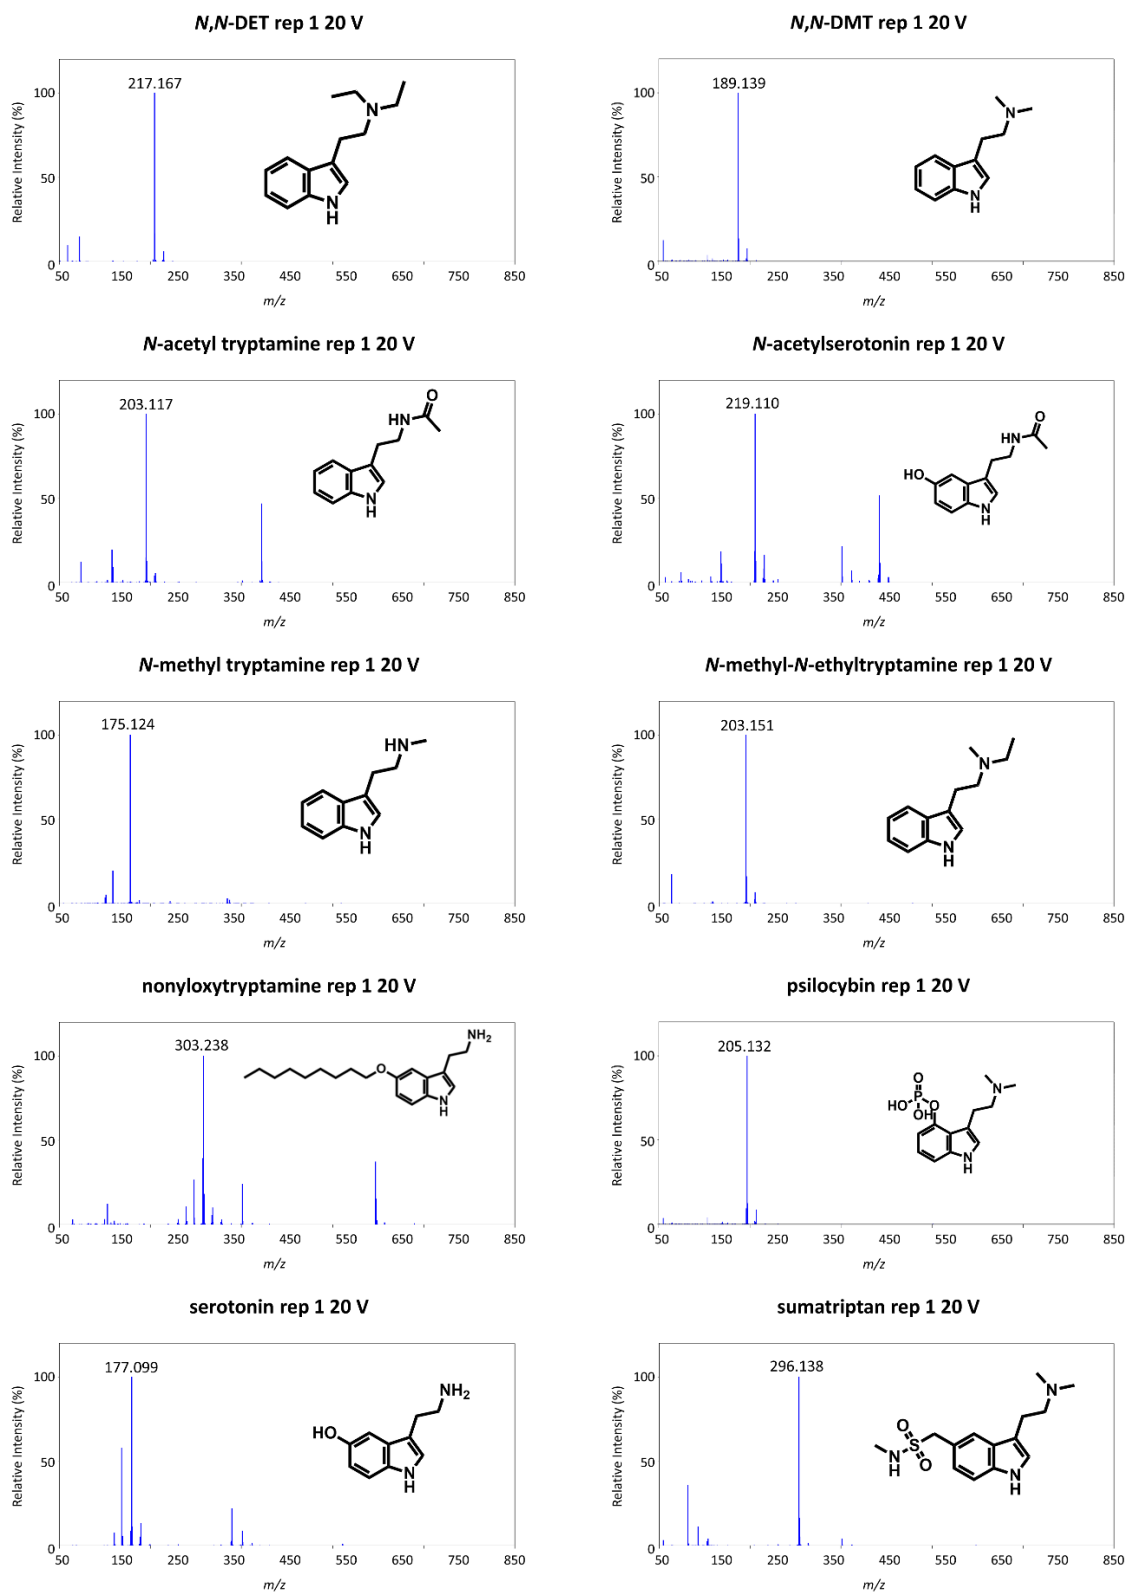 N,N-DET rep 1 20 V
Relative Intensity (%)
100
50
0
217.167
N
N
H
50 150 250 350 450 550 650 750 850
m/z
N,N-DMT rep 1 20 V
Relative Intensity (%)
100
50
0
189.139
N
N
H
50 150 250 350 450 550 650 750 850
m/z
N-acetyl tryptamine rep 1 20 V
Relative Intensity (%)
100
50
0
203.117
O
HN
N
H
50 150 250 350 450 550 650 750 850
m/z
N-acetylserotonin rep 1 20 V
Relative Intensity (%)
100
50
0
219.110
O
HN
HO
N
H
50 150 250 350 450 550 650 750 850
m/z
N-methyl tryptamine rep 1 20 V
Relative Intensity (%)
100
50
0
175.124
HN
N
H
50 150 250 350 450 550 650 750 850
m/z
N-methyl-N-ethyltryptamine rep 1 20 V
Relative Intensity (%)
100
50
0
203.151
N
N
H
50 150 250 350 450 550 650 750 850
m/z
nonyloxytryptamine rep 1 20 V
Relative Intensity (%)
100
50
0
303.238
NH2
O
N
H
50 150 250 350 450 550 650 750 850
m/z
psilocybin rep 1 20 V
Relative Intensity (%)
100
50
0
205.132
O
N
HO P O
OH
N
H
50 150 250 350 450 550 650 750 850
m/z
serotonin rep 1 20 V
Relative Intensity (%)
100
50
0
177.099
NH2
HO
N
H
50 150 250 350 450 550 650 750 850
m/z
sumatriptan rep 1 20 V
Relative Intensity (%)
100
50
0
296.138
N
O
S
N O
H
N
H
50 150 250 350 450 550 650 750 850
m/z